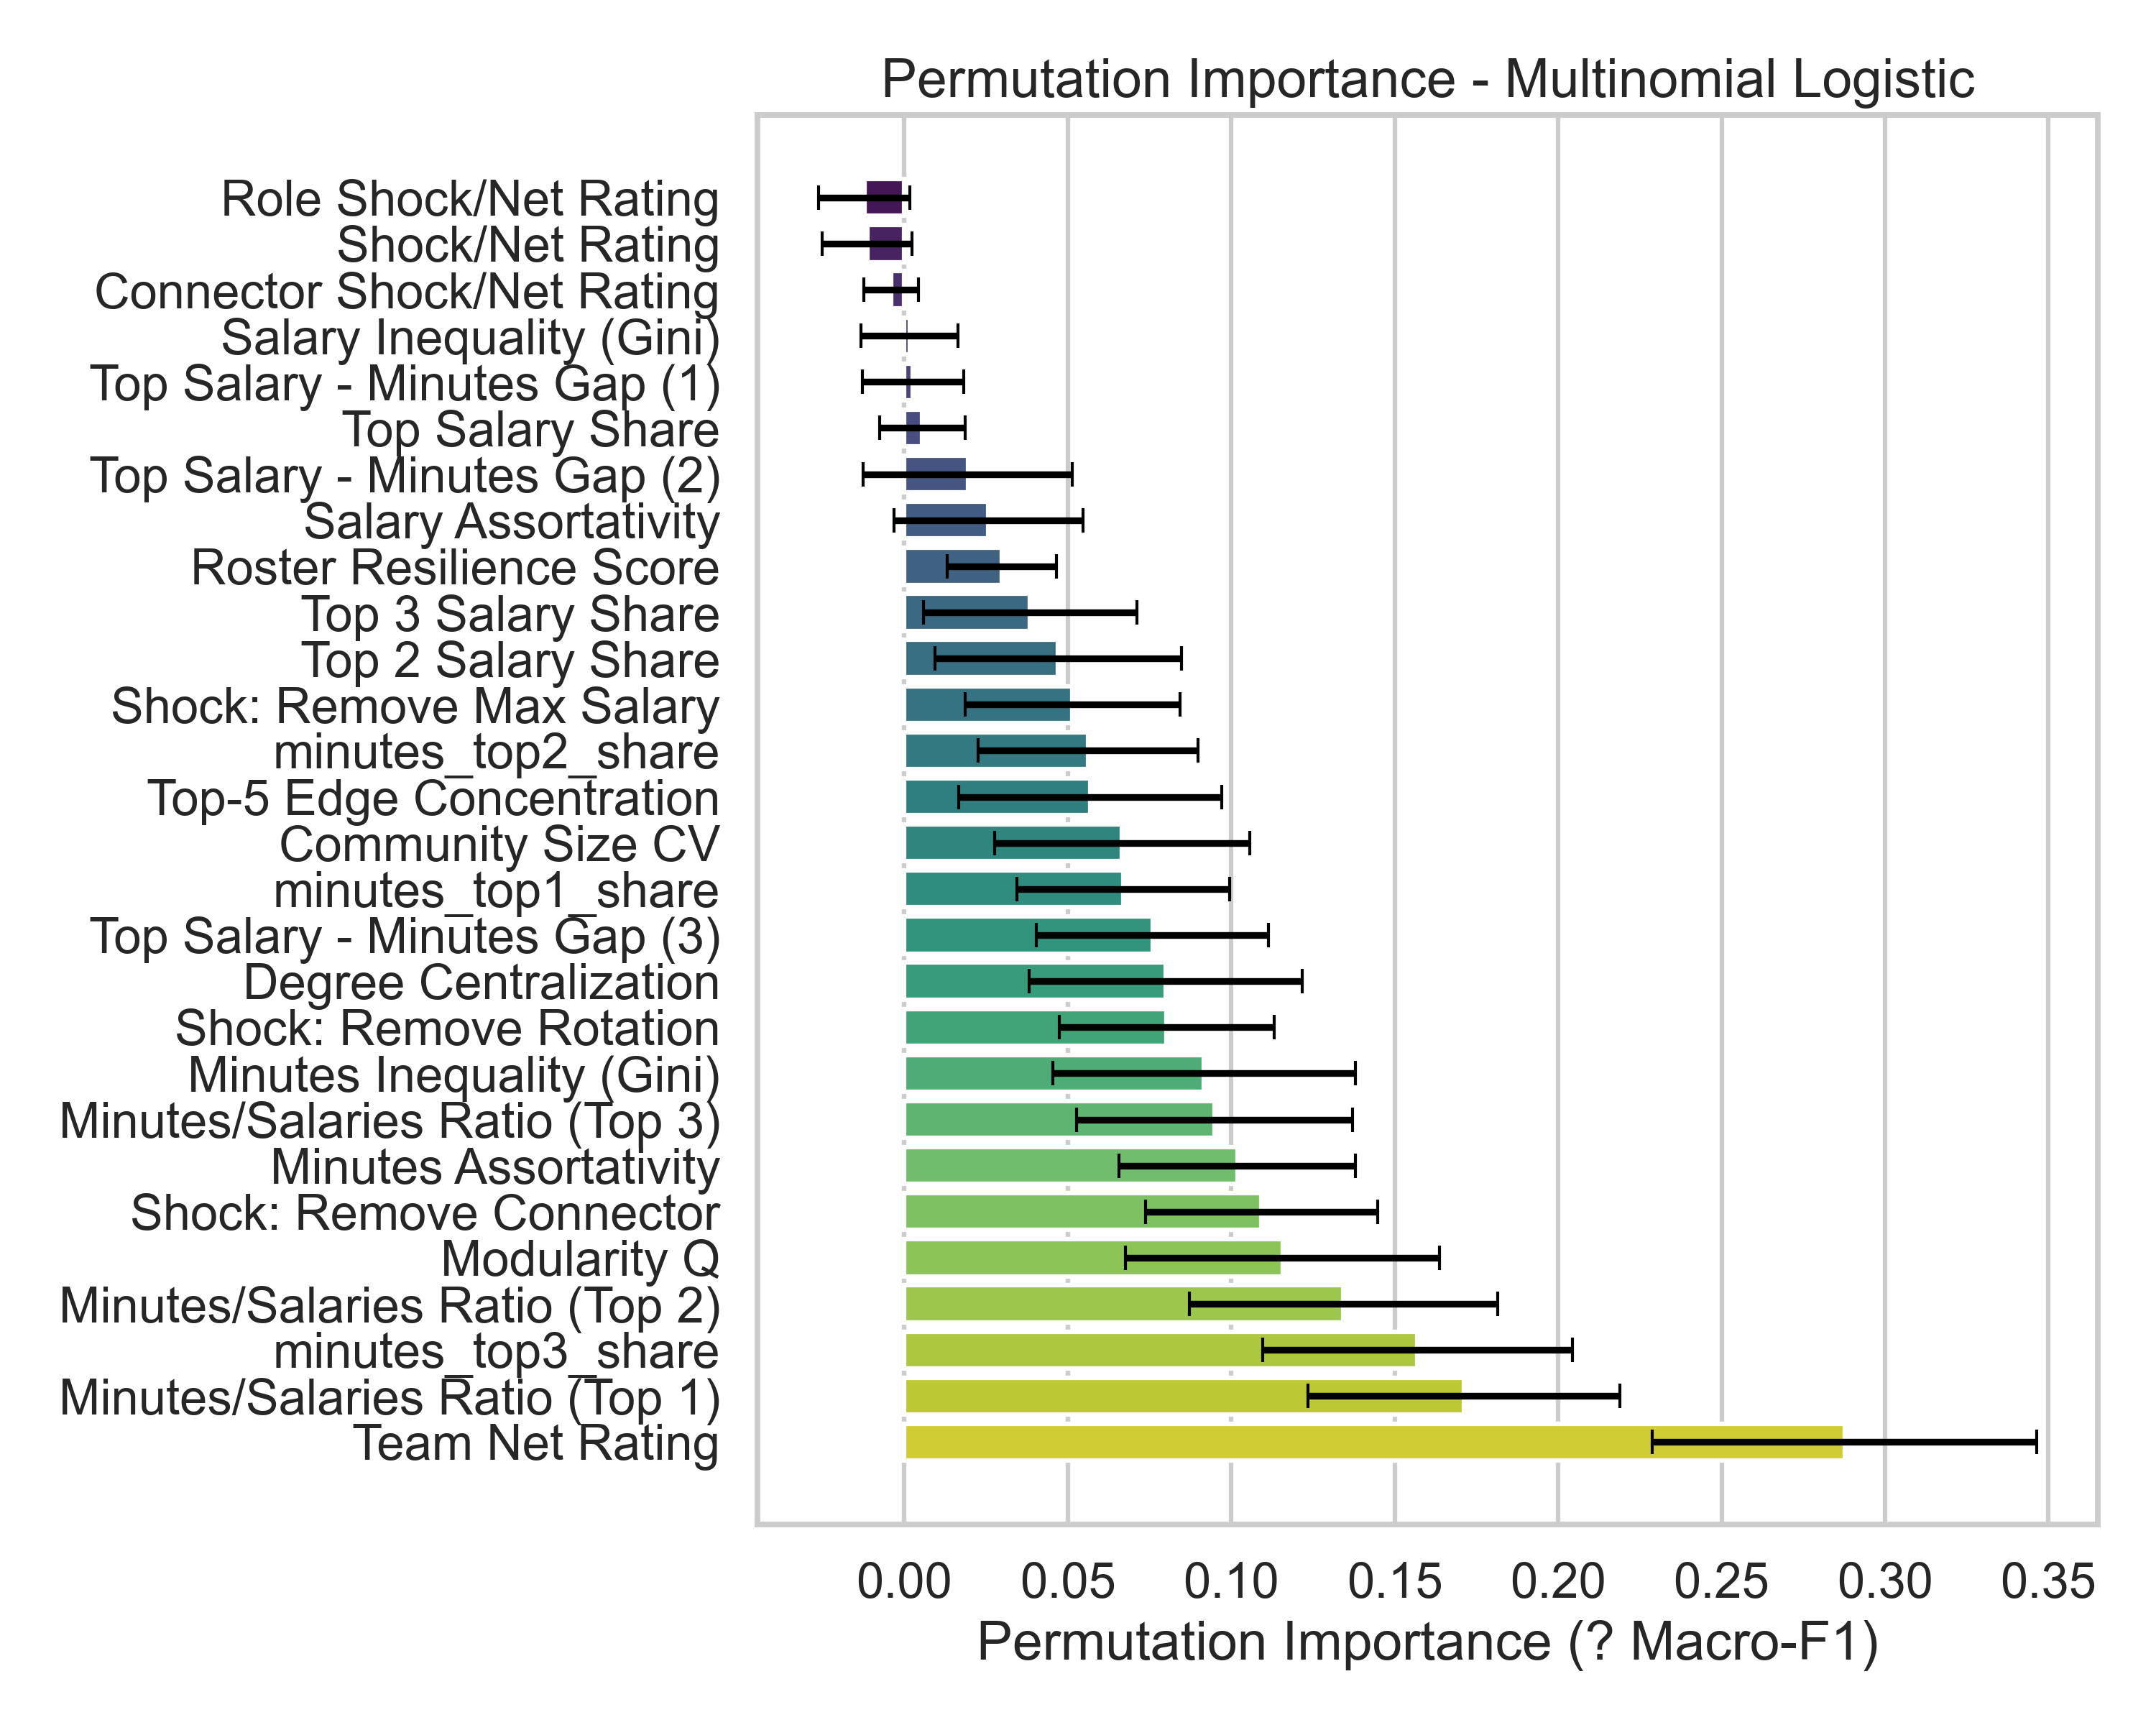 Permutation Importance - Multinomial Logistic
Role Shock/Net Rating
Shock/Net Rating
Connector Shock/Net Rating
Salary Inequality (Gini)
Top Salary - Minutes Gap (1)
Top Salary Share
Top Salary - Minutes Gap (2)
Salary Assortativity
Roster Resilience Score
Top 3 Salary Share
Top 2 Salary Share
Shock: Remove Max Salary
minutes_top2_share
Top-5 Edge Concentration
Community Size CV
minutes_top1_share
Top Salary - Minutes Gap (3)
Degree Centralization
Shock: Remove Rotation
Minutes Inequality (Gini)
Minutes/Salaries Ratio (Top 3)
Minutes Assortativity
Shock: Remove Connector
Modularity Q
Minutes/Salaries Ratio (Top 2)
minutes_top3_share
Minutes/Salaries Ratio (Top 1)
Team Net Rating
0.00 0.05 0.10 0.15 0.20 0.25 0.30 0.35
Permutation Importance (? Macro-F1)